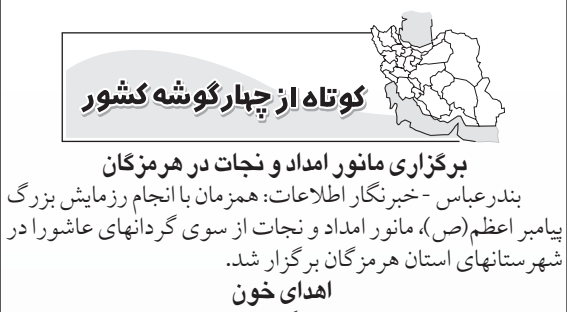 کوتاه از چهارگوشه کشور
برگزاری مانور امداد و نجات در هرمزگان
بندرعباس - خبرنگار اطلاعات: همزمان با انجام رزمایش بزرگ
پیامبر اعظم(ص)، مانور امداد و نجات از سوی گردانهای عاشورا در
شهرستانهای استان هرمزگان برگزار شد.
اهدای خون